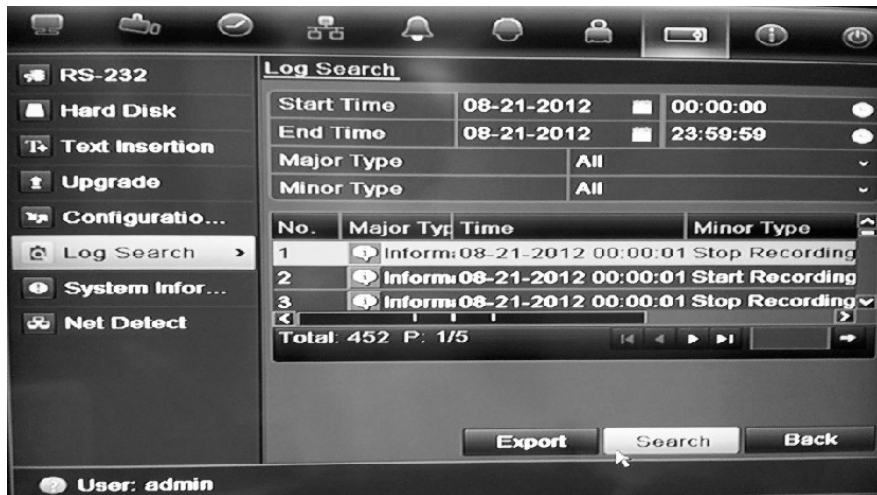 Log Search
RS-232
Hard Disk
Text Insertion
Upgrade
Configuratio...
Log Search
System Infor...
Net Detect
Start Time 08-21-2012 00:00:00
End Time 08-21-2012 23:59:59
Major Type All
Minor Type All
No. Major Typ Time Minor Type
1 Informa 08-21-2012 00:00:01 Stop Recording
2 Informa 08-21-2012 00:00:01 Start Recording
3 Informa 08-21-2012 00:00:01 Stop Recording
Total: 452 P: 1/5
Export Search Back
User: admin